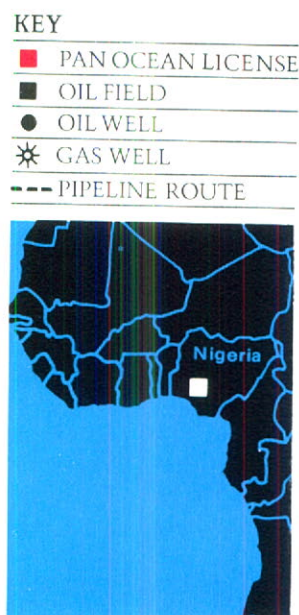 KEY
PAN OCEAN LICENSE
OIL FIELD
OIL WELL
GAS WELL
PIPELINE ROUTE
Nigeria